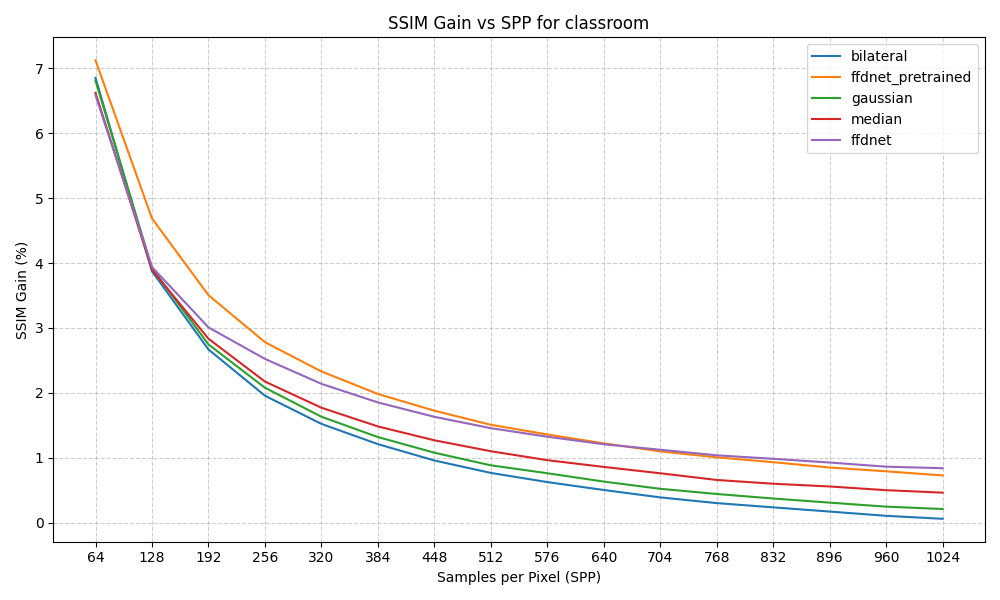 SSIM Gain vs SPP for classroom
SSIM Gain (%)
7
6
5
4
3
2
1
0
bilateral
ffdnet_pretrained
gaussian
median
ffdnet
64 128 192 256 320 384 448 512 576 640 704 768 832 896 960 1024
Samples per Pixel (SPP)